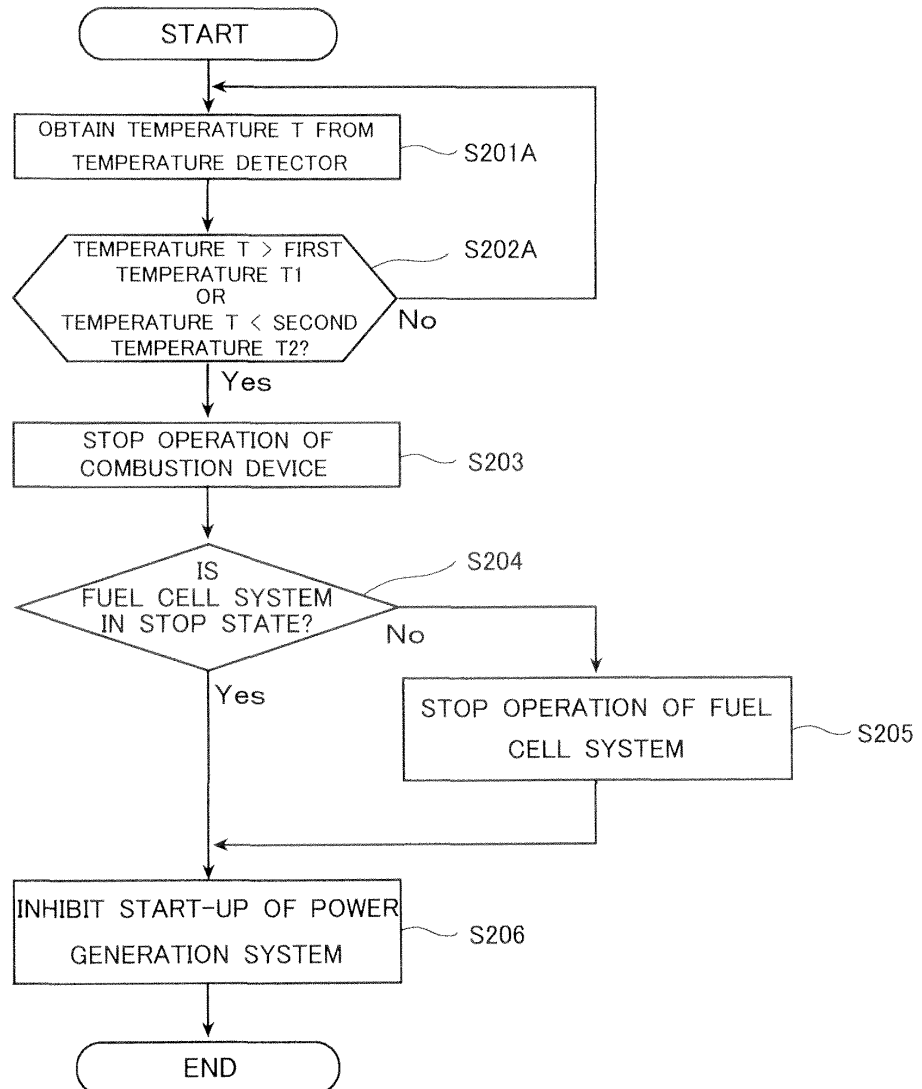 START
OBTAIN TEMPERATURE T FROM
TEMPERATURE DETECTOR
S201A
TEMPERATURE T > FIRST
TEMPERATURE T1
OR
TEMPERATURE T < SECOND
TEMPERATURE T2?
S202A
No
Yes
STOP OPERATION OF
COMBUSTION DEVICE
S203
IS
FUEL CELL SYSTEM
IN STOP STATE?
S204
No
Yes
STOP OPERATION OF FUEL
CELL SYSTEM
S205
INHIBIT START-UP OF POWER
GENERATION SYSTEM
S206
END